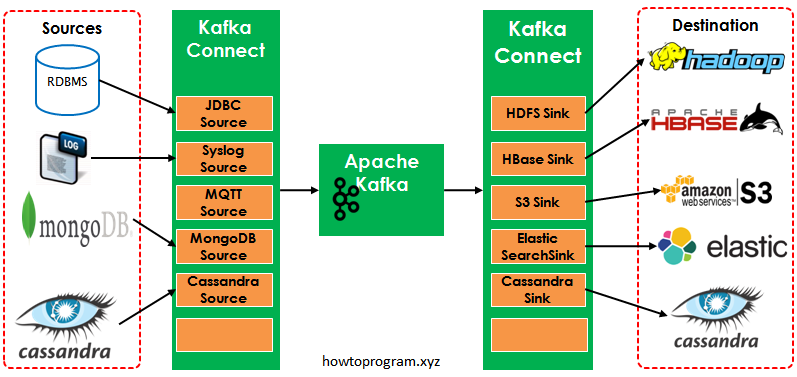 Sources
RDBMS
LOG
mongoDB
cassandra
Kafka
Connect
JDBC
Source
Syslog
Source
MQTT
Source
MongoDB
Source
Cassandra
Source
Apache
Kafka
howtoprogram.xyz
Kafka
Connect
HDFS Sink
HBase Sink
S3 Sink
Elastic
SearchSink
Cassandra
Sink
Destination
hadoop
APACHE
HBASE
amazon
webservices™
S3
elastic
cassandra